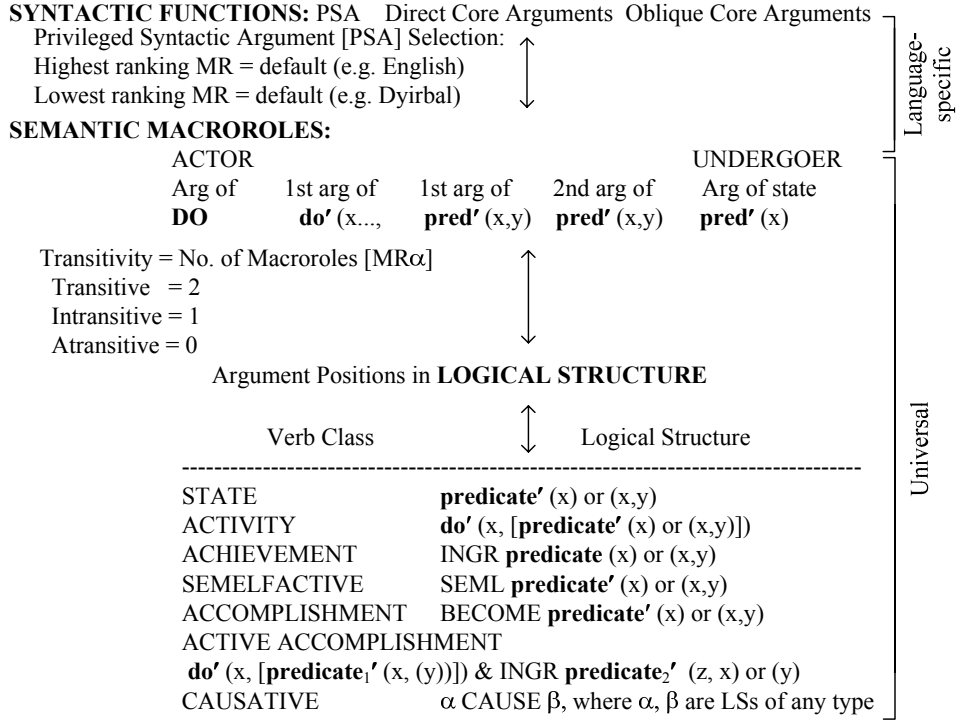 SYNTACTIC FUNCTIONS: PSA Direct Core Arguments Oblique Core Arguments
Privileged Syntactic Argument [PSA] Selection:
Highest ranking MR = default (e.g. English)
Lowest ranking MR = default (e.g. Dyirbal)
Language-
specific
SEMANTIC MACROROLES:
ACTOR UNDERGOER
Arg of 1st arg of 1st arg of 2nd arg of Arg of state
DO do′ (x..., pred′ (x,y) pred′ (x,y) pred′ (x)
Transitivity = No. of Macroroles [MRα]
Transitive = 2
Intransitive = 1
Atransitive = 0
Argument Positions in LOGICAL STRUCTURE
Universal
Verb Class Logical Structure
--------------------------------------------------------------------------------
STATE predicate′ (x) or (x,y)
ACTIVITY do′ (x, [predicate′ (x) or (x,y)])
ACHIEVEMENT INGR predicate (x) or (x,y)
SEMELFACTIVE SEML predicate′ (x) or (x,y)
ACCOMPLISHMENT BECOME predicate′ (x) or (x,y)
ACTIVE ACCOMPLISHMENT
do′ (x, [predicate₁′ (x, (y))]) & INGR predicate₂′ (z, x) or (y)
CAUSATIVE α CAUSE β, where α, β are LSs of any type